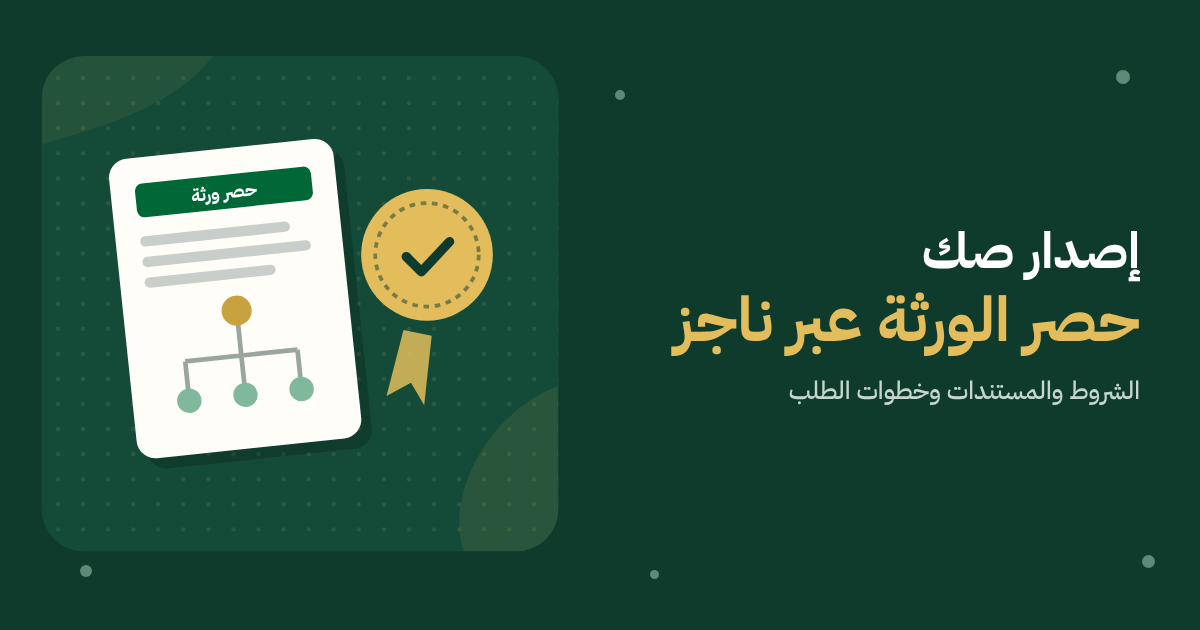 إصدار صك
حصر الورثة عبر ناجز
الشروط والمستندات وخطوات الطلب
حصر ورثة